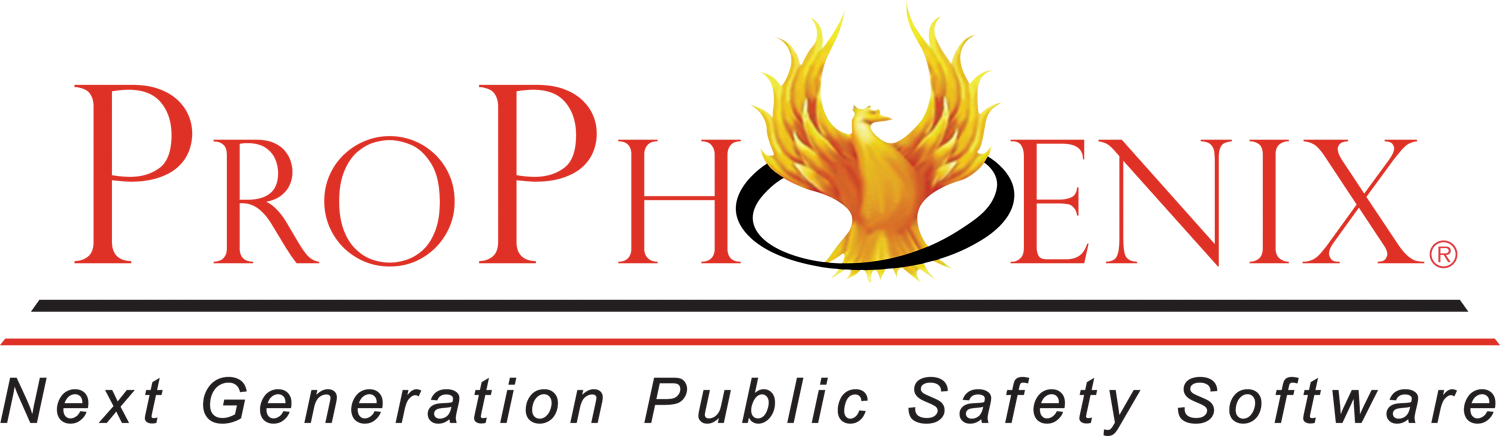 PROPHOENIX®
Next Generation Public Safety Software